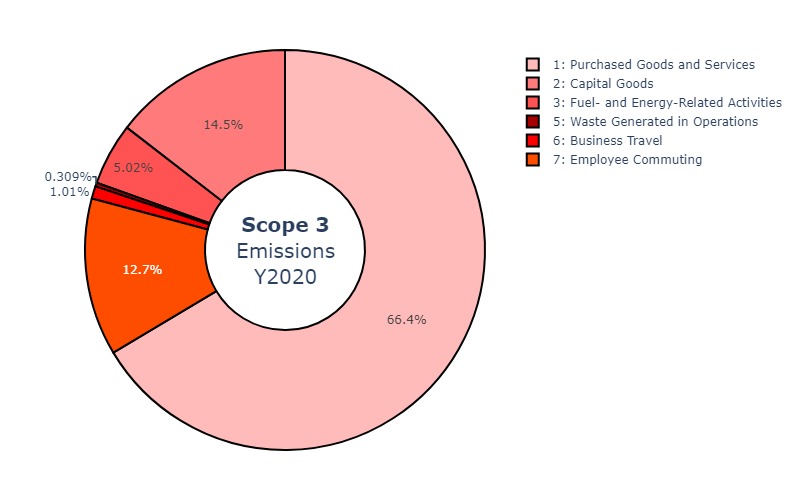 1: Purchased Goods and Services
2: Capital Goods
3: Fuel- and Energy-Related Activities
5: Waste Generated in Operations
6: Business Travel
7: Employee Commuting
14.5%
5.02%
0.309%
1.01%
12.7%
66.4%
Scope 3
Emissions
Y2020